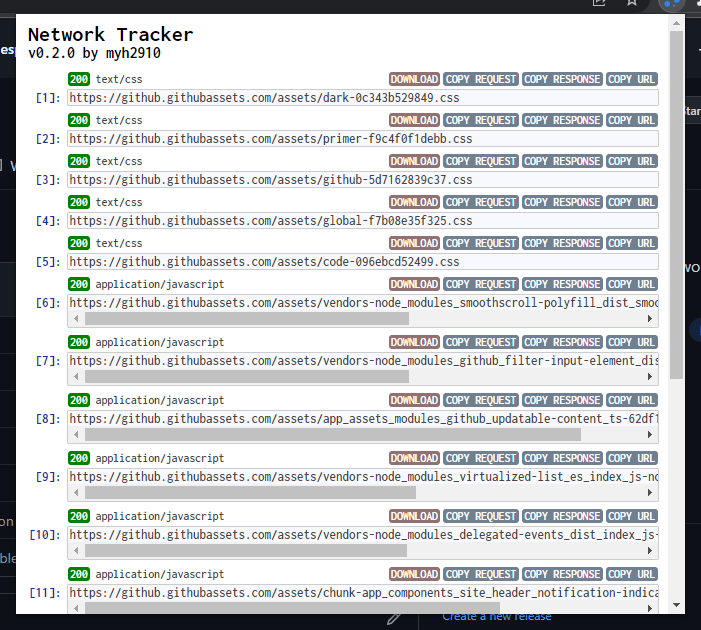 Network Tracker
v0.2.0 by myh2910
200 text/css DOWNLOAD COPY REQUEST COPY RESPONSE COPY URL
[1]: https://github.githubassets.com/assets/dark-0c343b529849.css
200 text/css DOWNLOAD COPY REQUEST COPY RESPONSE COPY URL
[2]: https://github.githubassets.com/assets/primer-f9c4f0f1debb.css
200 text/css DOWNLOAD COPY REQUEST COPY RESPONSE COPY URL
[3]: https://github.githubassets.com/assets/github-5d7162839c37.css
200 text/css DOWNLOAD COPY REQUEST COPY RESPONSE COPY URL
[4]: https://github.githubassets.com/assets/global-f7b08e35f325.css
200 text/css DOWNLOAD COPY REQUEST COPY RESPONSE COPY URL
[5]: https://github.githubassets.com/assets/code-096ebcd52499.css
200 application/javascript DOWNLOAD COPY REQUEST COPY RESPONSE COPY URL
[6]: https://github.githubassets.com/assets/vendors-node_modules_smoothscroll-polyfill_dist_smoo
200 application/javascript DOWNLOAD COPY REQUEST COPY RESPONSE COPY URL
[7]: https://github.githubassets.com/assets/vendors-node_modules_github_filter-input-element_dis
200 application/javascript DOWNLOAD COPY REQUEST COPY RESPONSE COPY URL
[8]: https://github.githubassets.com/assets/app_assets_modules_github_updatable-content_ts-62df1
200 application/javascript DOWNLOAD COPY REQUEST COPY RESPONSE COPY URL
[9]: https://github.githubassets.com/assets/vendors-node_modules_virtualized-list_es_index_js-no
200 application/javascript DOWNLOAD COPY REQUEST COPY RESPONSE COPY URL
[10]: https://github.githubassets.com/assets/vendors-node_modules_delegated-events_dist_index_js-
200 application/javascript DOWNLOAD COPY REQUEST COPY RESPONSE COPY URL
[11]: https://github.githubassets.com/assets/chunk-app_components_site_header_notification-indica
Create a new release